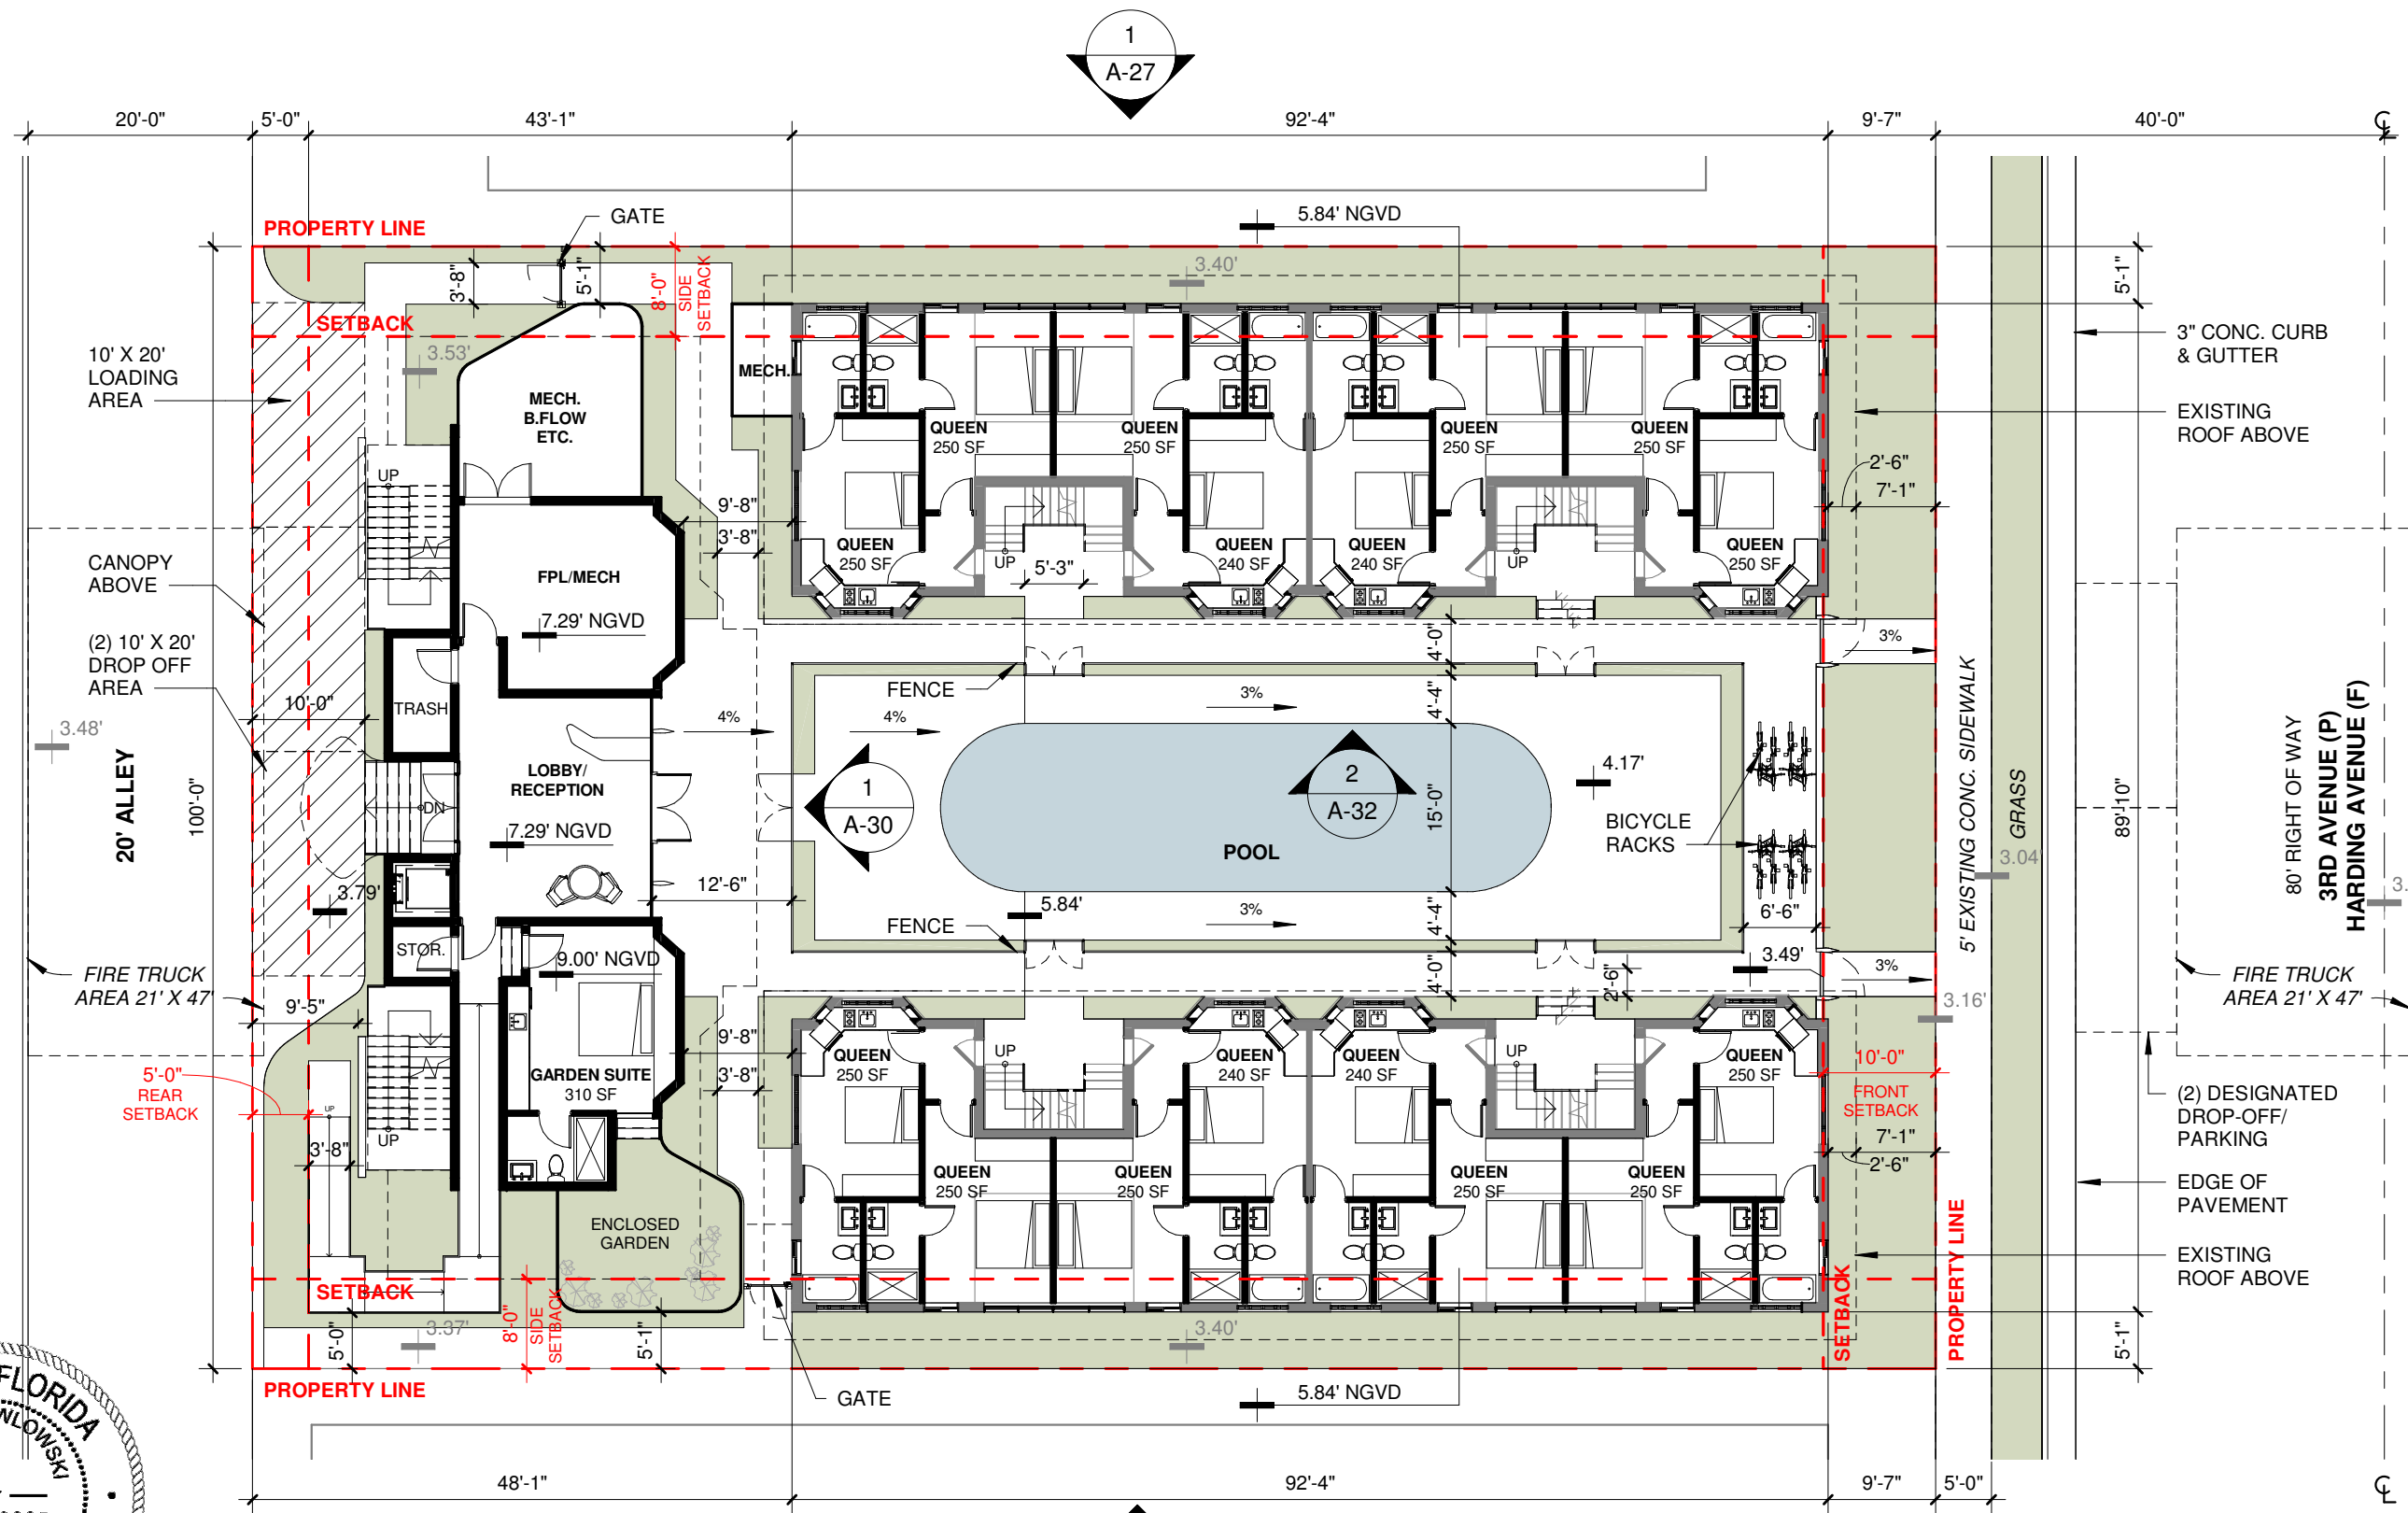 1
A-27
20'-0"
5'-0"
43'-1"
92'-4"
9'-7"
40'-0"
℄
GATE
5.84' NGVD
PROPERTY LINE
3'-8"
5'-1"
8'-0"
SIDE
SETBACK
3.40'
5'-1"
SETBACK
3.53'
10' X 20'
LOADING
AREA
MECH.
MECH.
B.FLOW
ETC.
3" CONC. CURB
& GUTTER
EXISTING
ROOF ABOVE
QUEEN
250 SF
QUEEN
250 SF
QUEEN
250 SF
QUEEN
250 SF
2'-6"
7'-1"
UP
9'-8"
3'-8"
QUEEN
250 SF
QUEEN
240 SF
QUEEN
240 SF
QUEEN
250 SF
UP
5'-3"
UP
CANOPY
ABOVE
FPL/MECH
7.29' NGVD
(2) 10' X 20'
DROP OFF
AREA
4'-0"
3%
FENCE
3%
4'-4"
10'-0"
TRASH
4%
4%
3.48'
20' ALLEY
100'-0"
LOBBY/
RECEPTION
DN
7.29' NGVD
1
A-30
2
A-32
15'-0"
4.17'
POOL
BICYCLE
RACKS
5' EXISTING CONC. SIDEWALK
GRASS
3.04'
89'-10"
80' RIGHT OF WAY
3RD AVENUE (P)
HARDING AVENUE (F)
3.
3.79'
12'-6"
5.84'
6'-6"
FENCE
3%
4'-4"
STOR.
9.00' NGVD
4'-0"
2'-6"
3.49'
3%
FIRE TRUCK
AREA 21' X 47'
FIRE TRUCK
AREA 21' X 47'
3.16'
9'-5"
9'-8"
3'-8"
UP
UP
QUEEN
250 SF
QUEEN
240 SF
QUEEN
240 SF
QUEEN
250 SF
10'-0"
FRONT
SETBACK
5'-0"
REAR
SETBACK
GARDEN SUITE
310 SF
UP
UP
3'-8"
(2) DESIGNATED
DROP-OFF/
PARKING
7'-1"
2'-6"
QUEEN
250 SF
QUEEN
250 SF
QUEEN
250 SF
QUEEN
250 SF
EDGE OF
PAVEMENT
ENCLOSED
GARDEN
EXISTING
ROOF ABOVE
SETBACK
PROPERTY LINE
SETBACK
5'-0"
3.37'
8'-0"
SIDE
SETBACK
5'-1"
3.40'
5'-1"
PROPERTY LINE
GATE
5.84' NGVD
FLORIDA
NLOWSKI
48'-1"
92'-4"
9'-7"
5'-0"
℄